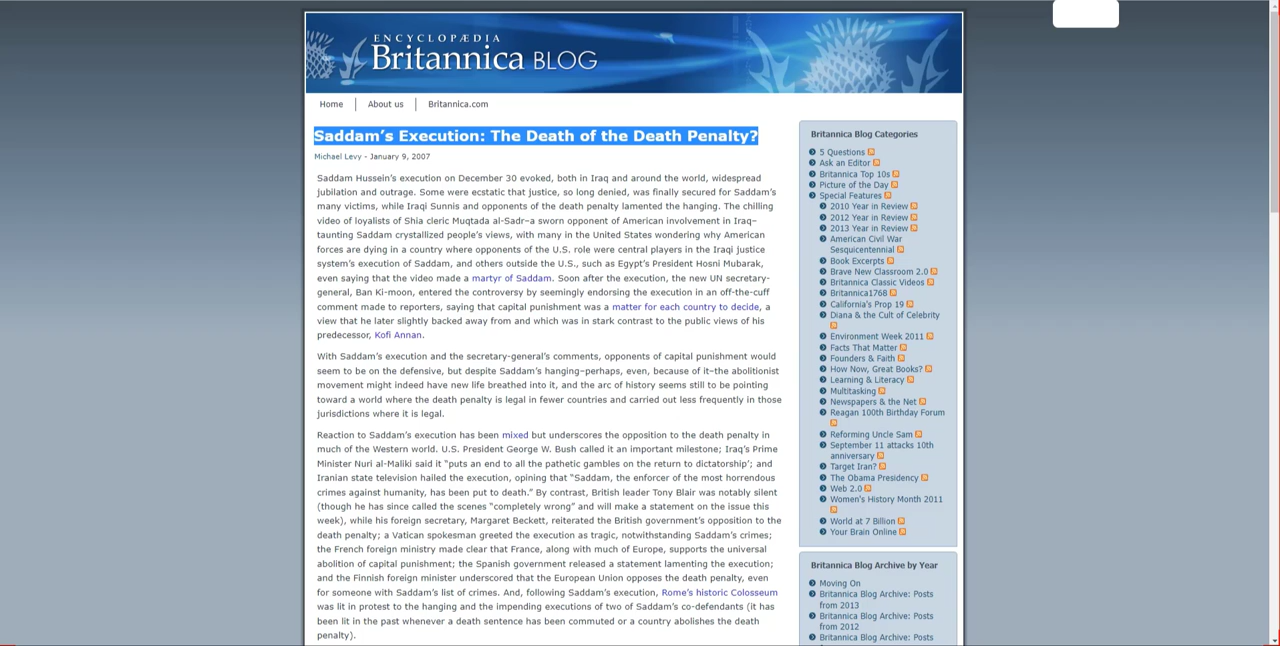 ENCYCLOPÆDIA
Britannica BLOG
Home
About us
Britannica.com
Saddam's Execution: The Death of the Death Penalty?
Michael Levy - January 9, 2007
Saddam Hussein's execution on December 30 evoked, both in Iraq and around the world, widespread
jubilation and outrage. Some were ecstatic that justice, so long denied, was finally secured for Saddam's
many victims, while Iraqi Sunnis and opponents of the death penalty lamented the hanging. The chilling
video of loyalists of Shia cleric Muqtada al-Sadr–a sworn opponent of American involvement in Iraq–
taunting Saddam crystallized people's views, with many in the United States wondering why American
forces are dying in a country where opponents of the U.S. role were central players in the Iraqi justice
system's execution of Saddam, and others outside the U.S., such as Egypt's President Hosni Mubarak,
even saying that the video made a martyr of Saddam. Soon after the execution, the new UN secretary-
general, Ban Ki-moon, entered the controversy by seemingly endorsing the execution in an off-the-cuff
comment made to reporters, saying that capital punishment was a matter for each country to decide, a
view that he later slightly backed away from and which was in stark contrast to the public views of his
predecessor, Kofi Annan.
With Saddam's execution and the secretary-general's comments, opponents of capital punishment would
seem to be on the defensive, but despite Saddam's hanging–perhaps, even, because of it–the abolitionist
movement might indeed have new life breathed into it, and the arc of history seems still to be pointing
toward a world where the death penalty is legal in fewer countries and carried out less frequently in those
jurisdictions where it is legal.
Reaction to Saddam's execution has been mixed but underscores the opposition to the death penalty in
much of the Western world. U.S. President George W. Bush called it an important milestone; Iraq's Prime
Minister Nuri al-Maliki said it "puts an end to all the pathetic gambles on the return to dictatorship'; and
Iranian state television hailed the execution, opining that "Saddam, the enforcer of the most horrendous
crimes against humanity, has been put to death." By contrast, British leader Tony Blair was notably silent
(though he has since called the scenes "completely wrong" and will make a statement on the issue this
week), while his foreign secretary, Margaret Beckett, reiterated the British government's opposition to the
death penalty; a Vatican spokesman greeted the execution as tragic, notwithstanding Saddam's crimes;
the French foreign ministry made clear that France, along with much of Europe, supports the universal
abolition of capital punishment; the Spanish government released a statement lamenting the execution;
and the Finnish foreign minister underscored that the European Union opposes the death penalty, even
for someone with Saddam's list of crimes. And, following Saddam's execution, Rome's historic Colosseum
was lit in protest to the hanging and the impending executions of two of Saddam's co-defendants (it has
been lit in the past whenever a death sentence has been commuted or a country abolishes the death
penalty).
Britannica Blog Categories
5 Questions
Ask an Editor
Britannica Top 10s
Picture of the Day
Special Features
2010 Year in Review
2012 Year in Review
2013 Year in Review
American Civil War
Sesquicentennial
Book Excerpts
Brave New Classroom 2.0
Britannica Classic Videos
Britannica1768
California's Prop 19
Diana & the Cult of Celebrity
Environment Week 2011
Facts That Matter
Founders & Faith
How Now, Great Books?
Learning & Literacy
Multitasking
Newspapers & the Net
Reagan 100th Birthday Forum
Reforming Uncle Sam
September 11 attacks 10th
anniversary
Target Iran?
The Obama Presidency
Web 2.0
Women's History Month 2011
World at 7 Billion
Your Brain Online
Britannica Blog Archive by Year
Moving On
Britannica Blog Archive: Posts
from 2013
Britannica Blog Archive: Posts
from 2012
Britannica Blog Archive: Posts